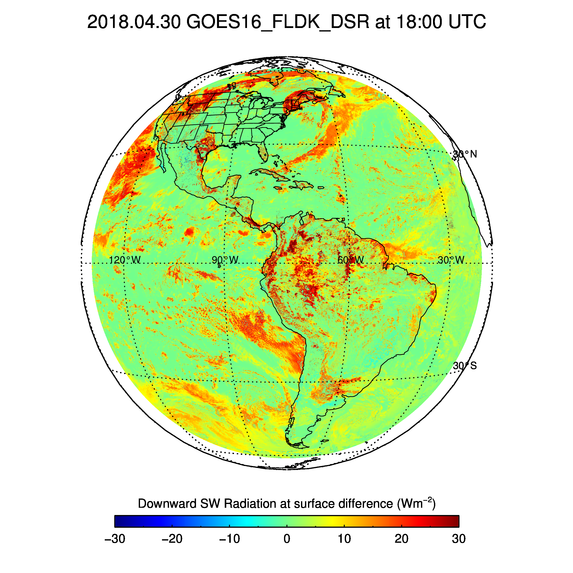 2018.04.30 GOES16_FLDK_DSR at 18:00 UTC
30°N
120°W 90°W 60°W 30°W
30°S
Downward SW Radiation at surface difference (Wm−2)
−30 −20 −10 0 10 20 30